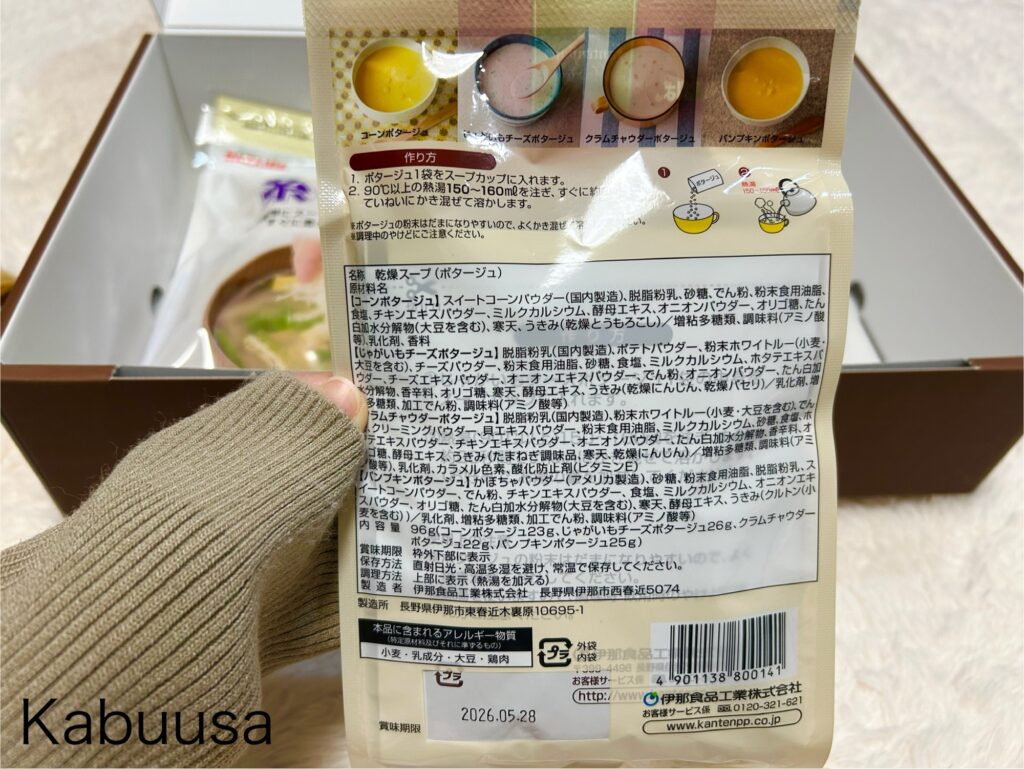 コーンポタージュ
じゃがいもチーズポタージュ
クラムチャウダーポタージュ
パンプキンポタージュ
作り方
1. ポタージュ1袋をスープカップに入れます。
2. 90℃以上の熱湯150~160㎖を注ぎ、すぐに約
ていねいにかき混ぜて溶かします。
※ポタージュの粉末はだまになりやすいので、よくかき混ぜ
※調理中のやけどにご注意ください。
1
ポタージュ
熱湯
名称 乾燥スープ(ポタージュ)
原材料名
【コーンポタージュ】スイートコーンパウダー(国内製造)、脱脂粉乳、砂糖、でん粉、粉末食用油脂、
食塩、チキンエキスパウダー、ミルクカルシウム、酵母エキス、オニオンパウダー、オリゴ糖、たん
白加水分解物(大豆を含む)、寒天、うきみ(乾燥とうもろこし)/増粘多糖類、調味料(アミノ酸
等)、乳化剤、香料
【じゃがいもチーズポタージュ】脱脂粉乳(国内製造)、ポテトパウダー、粉末ホワイトルー(小麦・
大豆を含む)、チーズパウダー、粉末食用油脂、砂糖、食塩、ミルクカルシウム、ホタテエキスパ
ウダー、チーズエキスパウダー、オニオンエキスパウダー、でん粉、オニオンパウダー、たん白加
水分解物、香辛料、オリゴ糖、寒天、酵母エキス、うきみ(乾燥にんじん、乾燥パセリ)/乳化剤、増
粘多糖類、加工でん粉、調味料(アミノ酸等)
クラムチャウダーポタージュ】脱脂粉乳(国内製造)、粉末ホワイトルー(小麦・大豆を含む)、でん
クリーミングパウダー、貝エキスパウダー、粉末食用油脂、ミルクカルシウム、砂糖、食塩、ホ
テエキスパウダー、チキンエキスパウダー、オニオンパウダー、たん白加水分解物、香辛料、オ
リゴ糖、酵母エキス、うきみ(たまねぎ調味品、寒天、乾燥にんじん)/増粘多糖類、調味料(アミ
ノ酸等)、乳化剤、カラメル色素、酸化防止剤(ビタミンE)
【パンプキンポタージュ】かぼちゃパウダー(アメリカ製造)、砂糖、粉末食用油脂、脱脂粉乳、ス
イートコーンパウダー、でん粉、チキンエキスパウダー、食塩、ミルクカルシウム、オニオンエキ
スパウダー、オリゴ糖、たん白加水分解物(大豆を含む)、寒天、酵母エキス、うきみ(クルトン(小
麦を含む))/乳化剤、増粘多糖類、加工でん粉、調味料(アミノ酸等)
内容量 96g(コーンポタージュ23g、じゃがいもチーズポタージュ26g、クラムチャウダー
ポタージュ22g、パンプキンポタージュ25g)
賞味期限 枠外下部に表示
保存方法 直射日光・高温多湿を避け、常温で保存してください。
調理方法 上部に表示(熱湯を加える)
製造者 伊那食品工業株式会社 長野県伊那市西春近5074
製造所 長野県伊那市東春近木裏原10695-1
本品に含まれるアレルギー物質
(特定原材料及びそれに準ずるもの)
小麦・乳成分・大豆・鶏肉
プラ
外袋
内袋
4 901138 800141
伊那食品工業株式会社
お客様サービス係 0120-321-621
www.kantenpp.co.jp
賞味期限
2026.05.28
Kabuusa